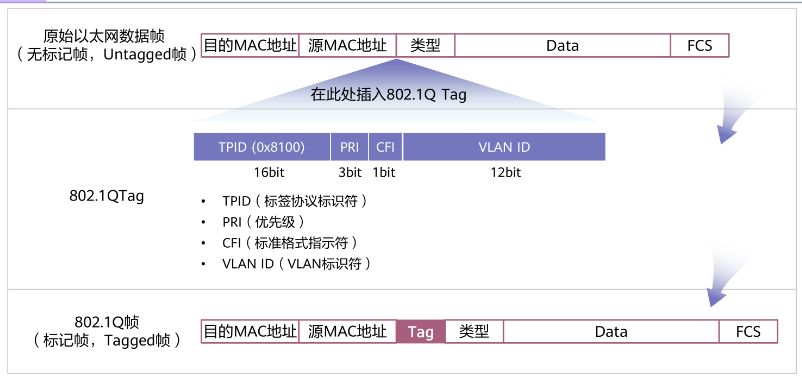 原始以太网数据帧
（无标记帧，Untagged帧）
目的MAC地址 源MAC地址 类型 Data FCS
在此处插入802.1Q Tag
TPID (0x8100) PRI CFI VLAN ID
16bit 3bit 1bit 12bit
802.1QTag
• TPID（标签协议标识符）
• PRI（优先级）
• CFI（标准格式指示符）
• VLAN ID（VLAN标识符）
802.1Q帧
（标记帧，Tagged帧）
目的MAC地址 源MAC地址 Tag 类型 Data FCS